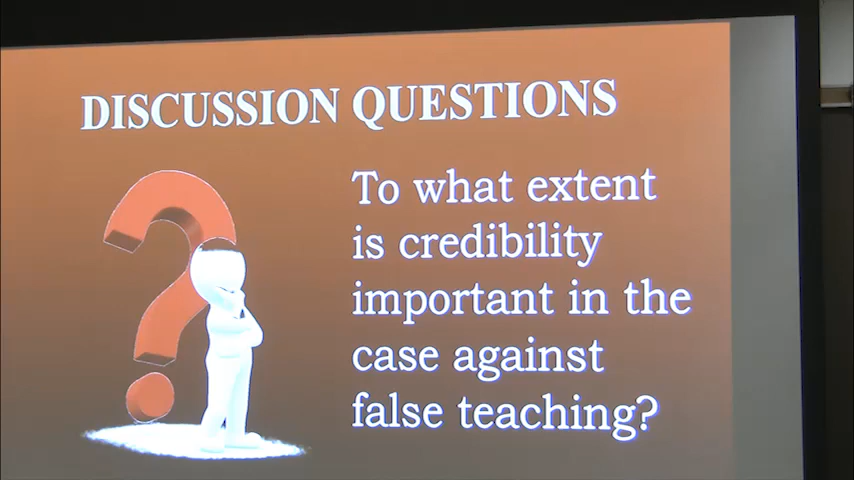 DISCUSSION QUESTIONS
To what extent
is credibility
important in the
case against
false teaching?